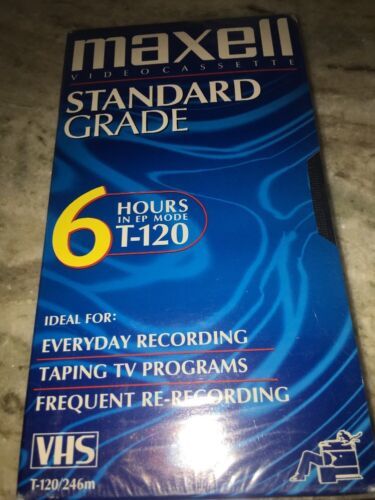 maxell
VIDEOCASSETTE
STANDARD
GRADE
6
HOURS
IN EP MODE
T-120
IDEAL FOR:
EVERYDAY RECORDING
TAPING TV PROGRAMS
FREQUENT RE-RECORDING
VHS
T-120/246m